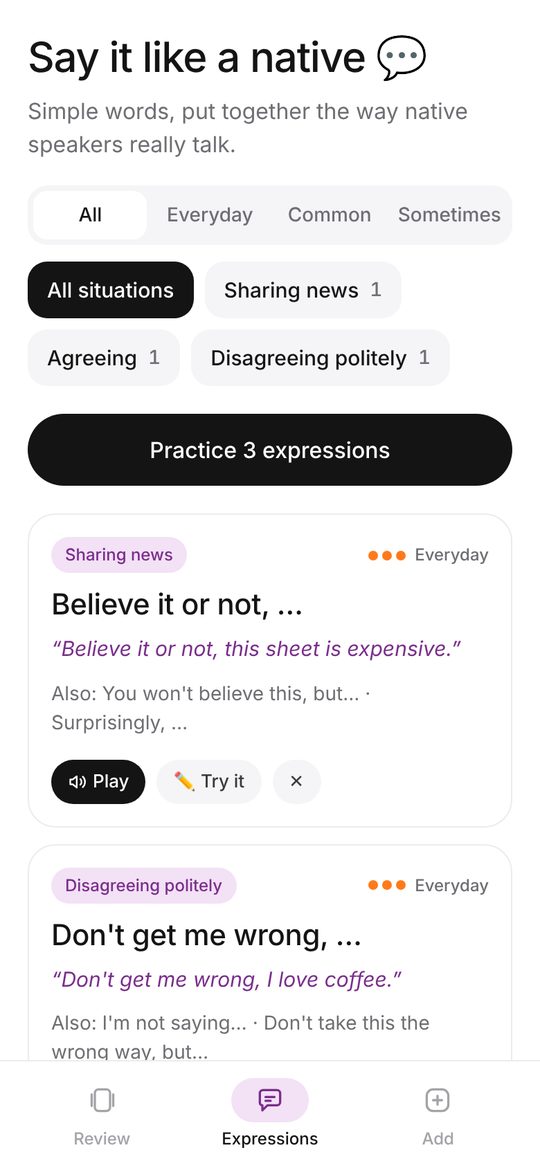 Say it like a native 💬
Simple words, put together the way native
speakers really talk.
All Everyday Common Sometimes
All situations Sharing news 1
Agreeing 1 Disagreeing politely 1
Practice 3 expressions
Sharing news Everyday
Believe it or not, ...
“Believe it or not, this sheet is expensive.”
Also: You won't believe this, but... ·
Surprisingly, ...
Play ✏️ Try it ✕
Disagreeing politely Everyday
Don't get me wrong, ...
“Don't get me wrong, I love coffee.”
Also: I'm not saying... · Don't take this the
wrong way, but...
Review Expressions Add